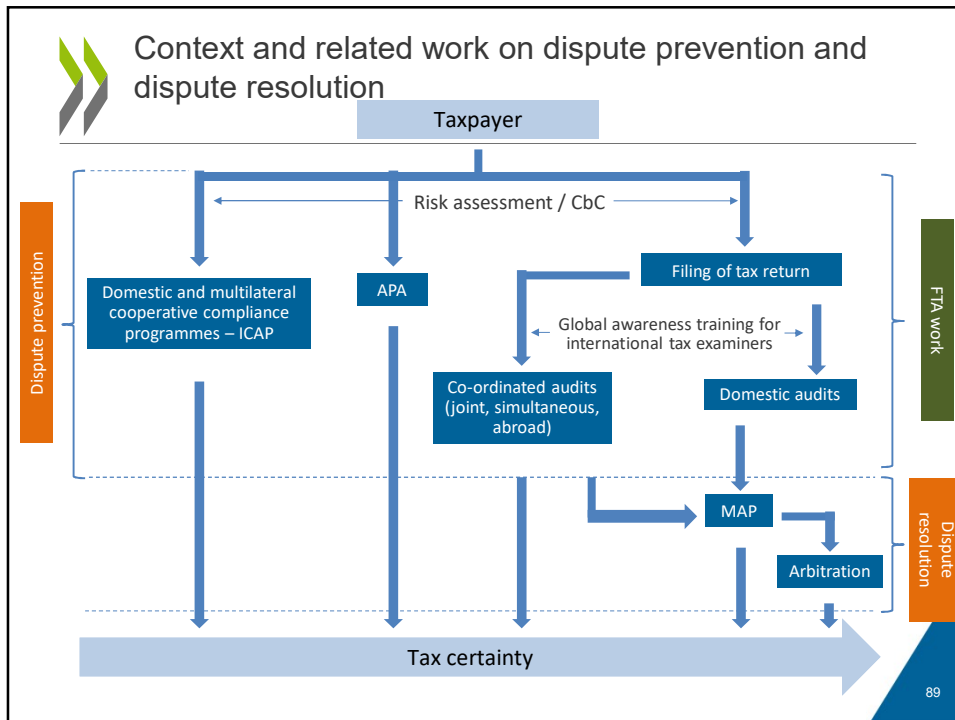 Context and related work on dispute prevention and
dispute resolution
Taxpayer
Risk assessment / CbC
Dispute prevention
Domestic and multilateral
cooperative compliance
programmes – ICAP
APA
Filing of tax return
FTA work
Global awareness training for
international tax examiners
Co-ordinated audits
(joint, simultaneous,
abroad)
Domestic audits
MAP
Dispute
resolution
Arbitration
Tax certainty
89